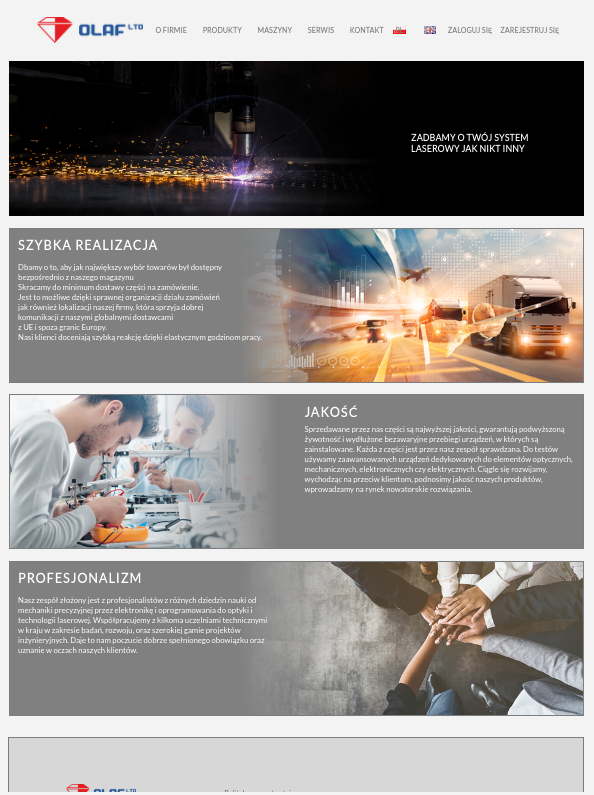 OLAF LTD
O FIRMIE PRODUKTY MASZYNY SERWIS KONTAKT ZALOGUJ SIĘ ZAREJESTRUJ SIĘ
ZADBAMY O TWÓJ SYSTEM
LASEROWY JAK NIKT INNY
SZYBKA REALIZACJA
Dbamy o to, aby jak największy wybór towarów był dostępny
bezpośrednio z naszego magazynu
Skracamy do minimum dostawy części na zamówienie.
Jest to możliwe dzięki sprawnej organizacji działu zamówień
jak również lokalizacji naszej firmy, która sprzyja dobrej
komunikacji z naszymi globalnymi dostawcami
z UE i spoza granic Europy.
Nasi klienci doceniają szybką reakcję dzięki elastycznym godzinom pracy.
JAKOŚĆ
Sprzedawane przez nas części są najwyższej jakości, gwarantują podwyższoną
żywotność i wydłużone bezawaryjne przebiegi urządzeń, w których są
zainstalowane. Każda z części jest przez nasz zespół sprawdzana. Do testów
używamy zaawansowanych urządzeń dedykowanych do elementów optycznych,
mechanicznych, elektronicznych czy elektrycznych. Ciągle się rozwijamy,
wychodząc na przeciw klientom, podnosimy jakość naszych produktów,
wprowadzamy na rynek nowatorskie rozwiązania.
PROFESJONALIZM
Nasz zespół złożony jest z profesjonalistów z różnych dziedzin nauki od
mechaniki precyzyjnej przez elektronikę i oprogramowania do optyki i
technologii laserowej. Współpracujemy z kilkoma uczelniami technicznymi
w kraju w zakresie badań, rozwoju, oraz szerokiej gamie projektów
inżynieryjnych. Daje to nam poczucie dobrze spełnionego obowiązku oraz
uznanie w oczach naszych klientów.
OLAF LTD